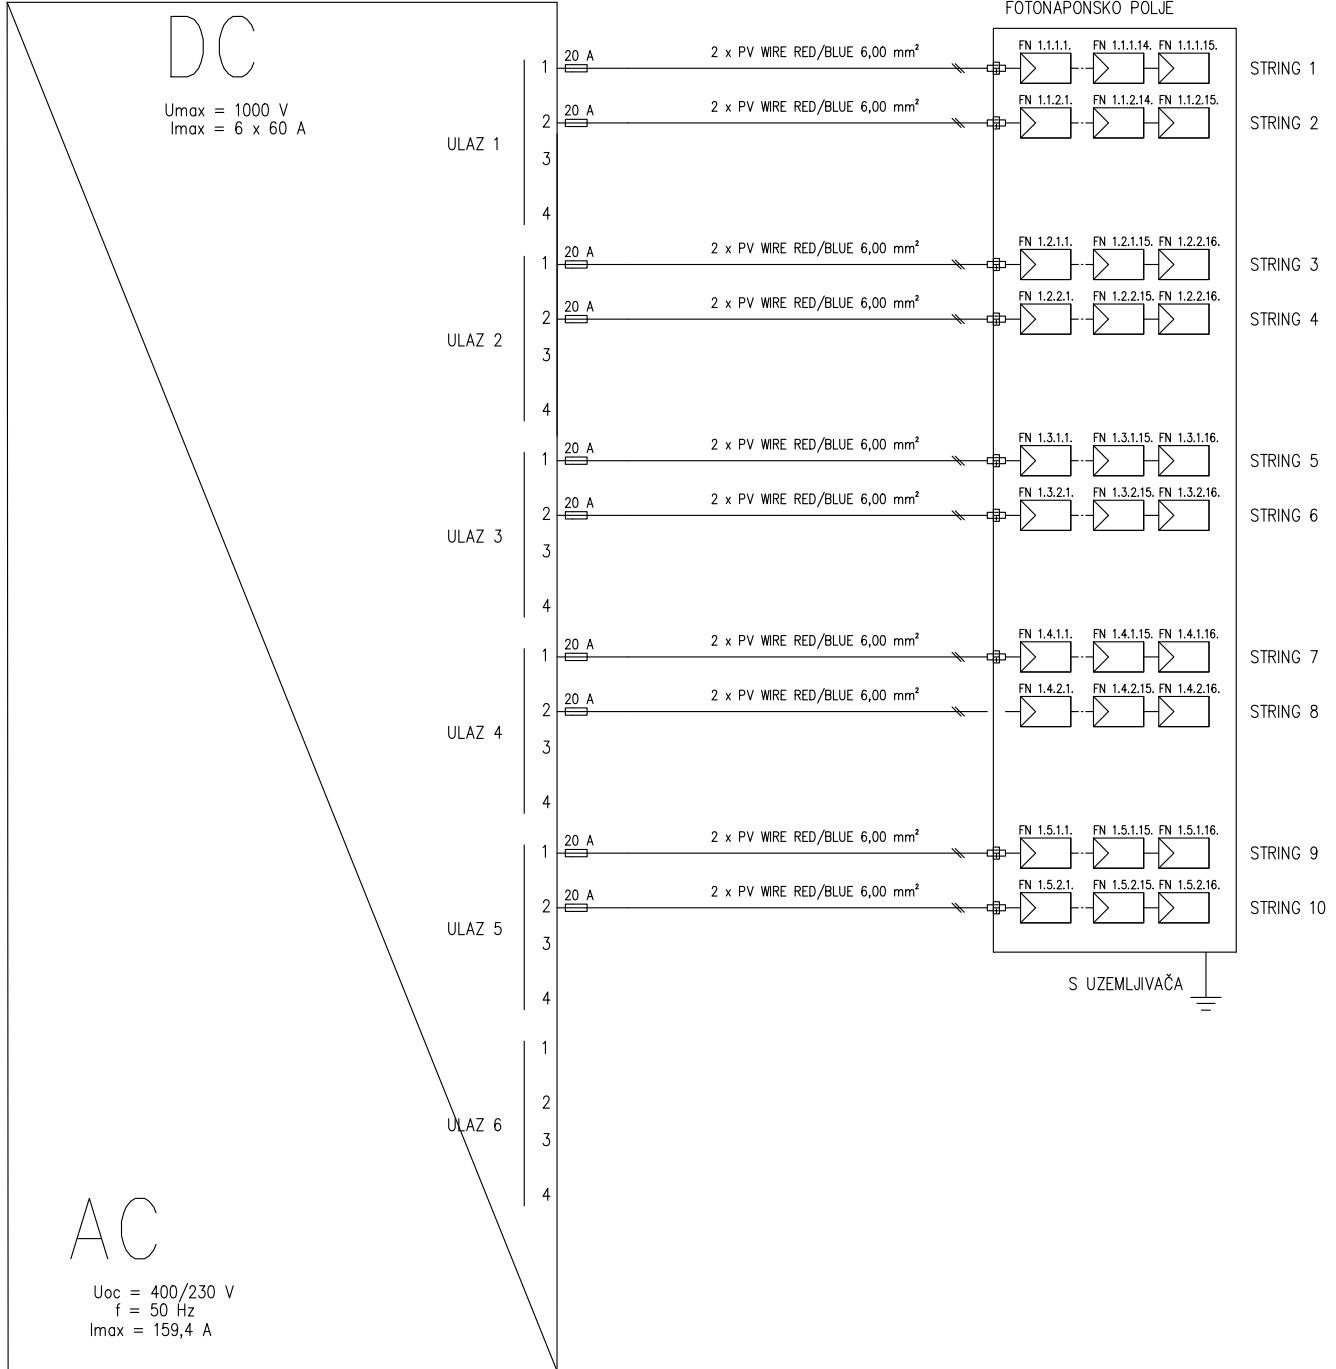 FOTONAPONSKO POLJE
DC
Umax = 1000 V
Imax = 6 x 60 A
ULAZ 1
1
20 A
2 x PV WIRE RED/BLUE 6,00 mm²
FN 1.1.1.1. FN 1.1.1.14. FN 1.1.1.15.
STRING 1
2
20 A
2 x PV WIRE RED/BLUE 6,00 mm²
FN 1.1.2.1. FN 1.1.2.14. FN 1.1.2.15.
STRING 2
3
4
ULAZ 2
1
20 A
2 x PV WIRE RED/BLUE 6,00 mm²
FN 1.2.1.1. FN 1.2.1.15. FN 1.2.2.16.
STRING 3
2
20 A
2 x PV WIRE RED/BLUE 6,00 mm²
FN 1.2.2.1. FN 1.2.2.15. FN 1.2.2.16.
STRING 4
3
4
ULAZ 3
1
20 A
2 x PV WIRE RED/BLUE 6,00 mm²
FN 1.3.1.1. FN 1.3.1.15. FN 1.3.1.16.
STRING 5
2
20 A
2 x PV WIRE RED/BLUE 6,00 mm²
FN 1.3.2.1. FN 1.3.2.15. FN 1.3.2.16.
STRING 6
3
4
ULAZ 4
1
20 A
2 x PV WIRE RED/BLUE 6,00 mm²
FN 1.4.1.1. FN 1.4.1.15. FN 1.4.1.16.
STRING 7
2
20 A
2 x PV WIRE RED/BLUE 6,00 mm²
FN 1.4.2.1. FN 1.4.2.15. FN 1.4.2.16.
STRING 8
3
4
ULAZ 5
1
20 A
2 x PV WIRE RED/BLUE 6,00 mm²
FN 1.5.1.1. FN 1.5.1.15. FN 1.5.1.16.
STRING 9
2
20 A
2 x PV WIRE RED/BLUE 6,00 mm²
FN 1.5.2.1. FN 1.5.2.15. FN 1.5.2.16.
STRING 10
3
4
S UZEMLJIVAČA
ULAZ 6
1
2
3
4
AC
Uoc = 400/230 V
f = 50 Hz
Imax = 159,4 A